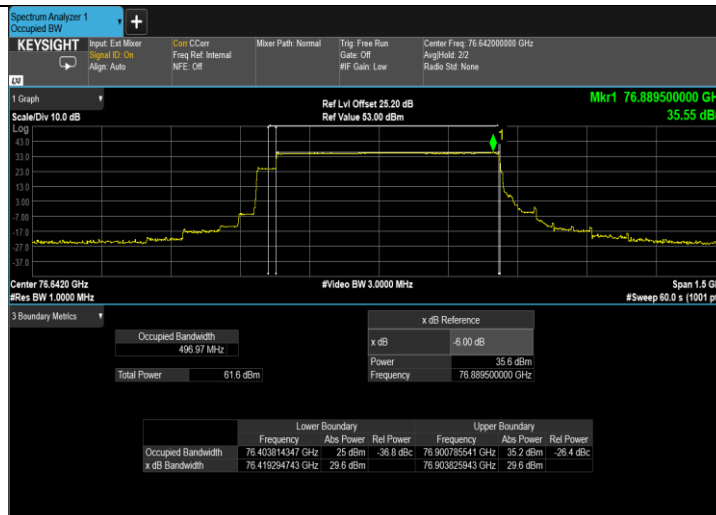 Spectrum Analyzer 1
Occupied BW
+
KEYSIGHT Input: Ext Mixer Corr CCorr Mixer Path: Normal Trig: Free Run Center Freq: 76.642000000 GHz
Signal ID: On Freq Ref: Internal Gate: Off Avg|Hold: 2/2
Align: Auto NFE: Off #IF Gain: Low Radio Std: None
LXI
1 Graph Ref Lvl Offset 25.20 dB Mkr1 76.889500000 GH
Scale/Div 10.0 dB Ref Value 53.00 dBm 35.55 dB
Log
1
43.0
33.0
23.0
13.0
3.00
-7.00
-17.0
-27.0
-37.0
Center 76.6420 GHz #Video BW 3.0000 MHz Span 1.5 G
#Res BW 1.0000 MHz #Sweep 60.0 s (1001 pt
3 Boundary Metrics
x dB Reference
Occupied Bandwidth x dB -6.00 dB
496.97 MHz
Power 35.6 dBm
Total Power 61.6 dBm Frequency 76.889500000 GHz
Lower Boundary Upper Boundary
Frequency Abs Power Rel Power Frequency Abs Power Rel Power
Occupied Bandwidth 76.403814347 GHz 25 dBm -36.8 dBc 76.900785541 GHz 35.2 dBm -26.4 dBc
x dB Bandwidth 76.419294743 GHz 29.6 dBm 76.903825943 GHz 29.6 dBm